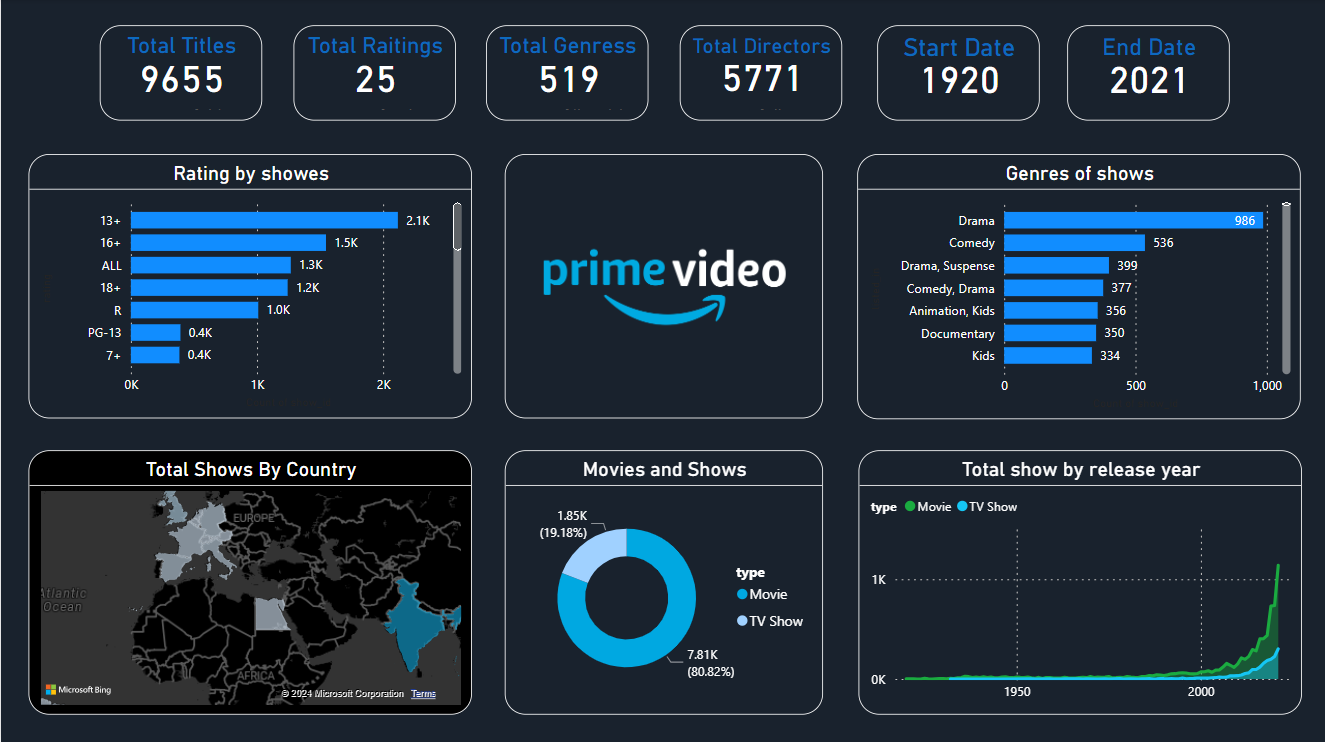 Total Titles
9655
Total Raitings
25
Total Genress
519
Total Directors
5771
Start Date
1920
End Date
2021
Rating by showes
13+ 2.1K
16+ 1.5K
ALL 1.3K
18+ 1.2K
R 1.0K
PG-13 0.4K
7+ 0.4K
0K 1K 2K
prime video
Genres of shows
Drama 986
Comedy 536
Drama, Suspense 399
Comedy, Drama 377
Animation, Kids 356
Documentary 350
Kids 334
0 500 1,000
Total Shows By Country
EUROPE
Atlantic
Ocean
AFRICA
Microsoft Bing
© 2024 Microsoft Corporation Terms
Movies and Shows
1.85K
(19.18%)
type
Movie
TV Show
7.81K
(80.82%)
Total show by release year
type Movie TV Show
1K
0K
1950 2000